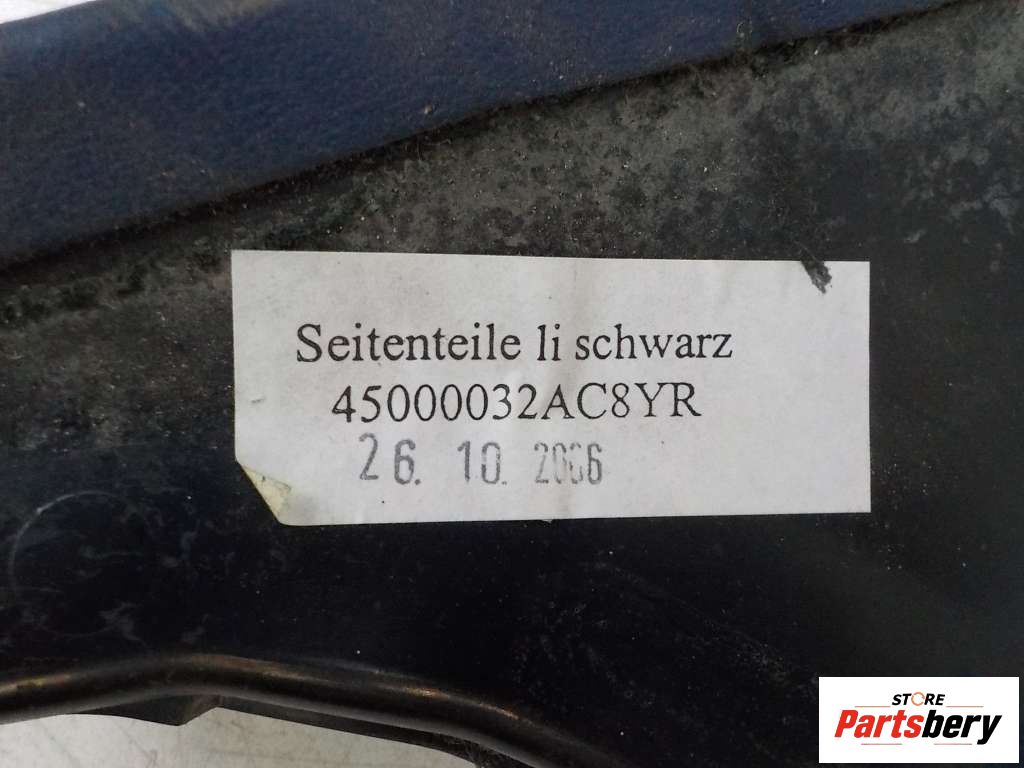 Seitenteile li schwarz
45000032AC8YR
26. 10. 2006
STORE
Partsbery